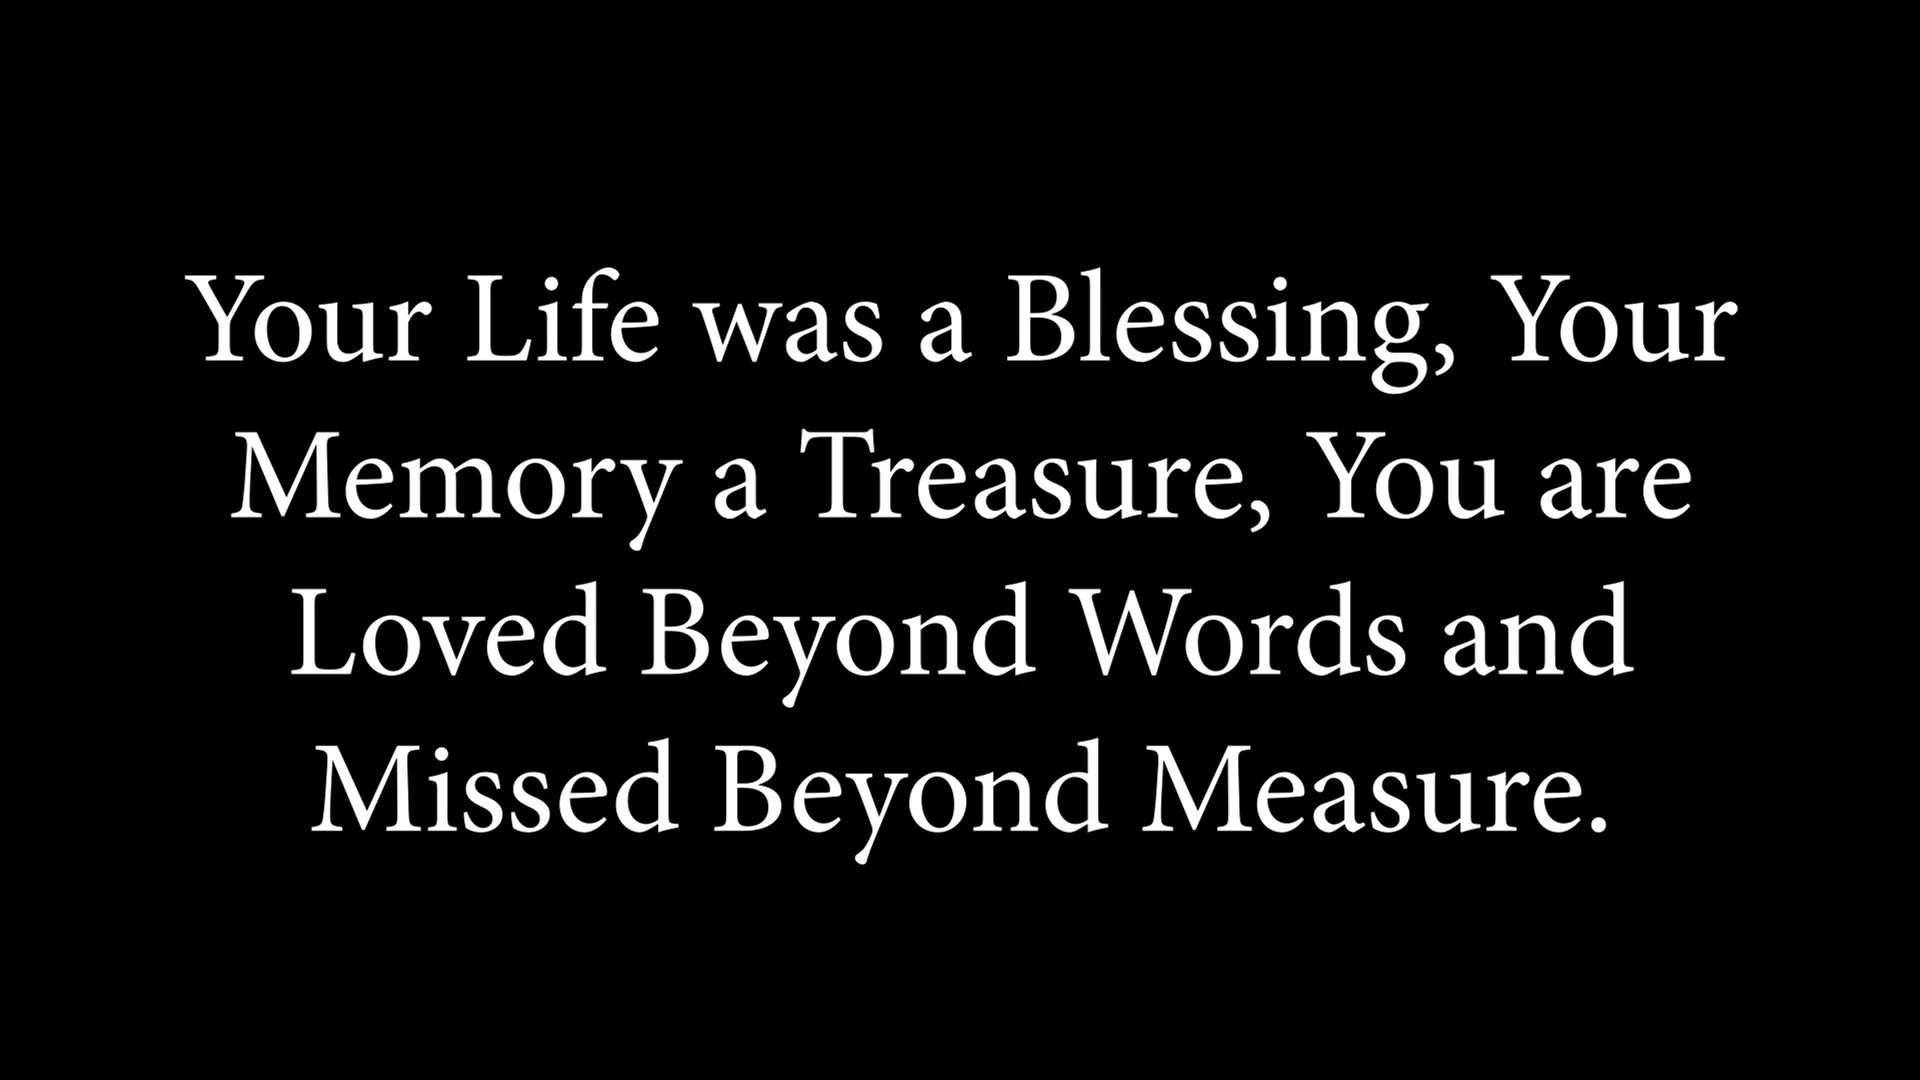 Your Life was a Blessing, Your
Memory a Treasure, You are
Loved Beyond Words and
Missed Beyond Measure.